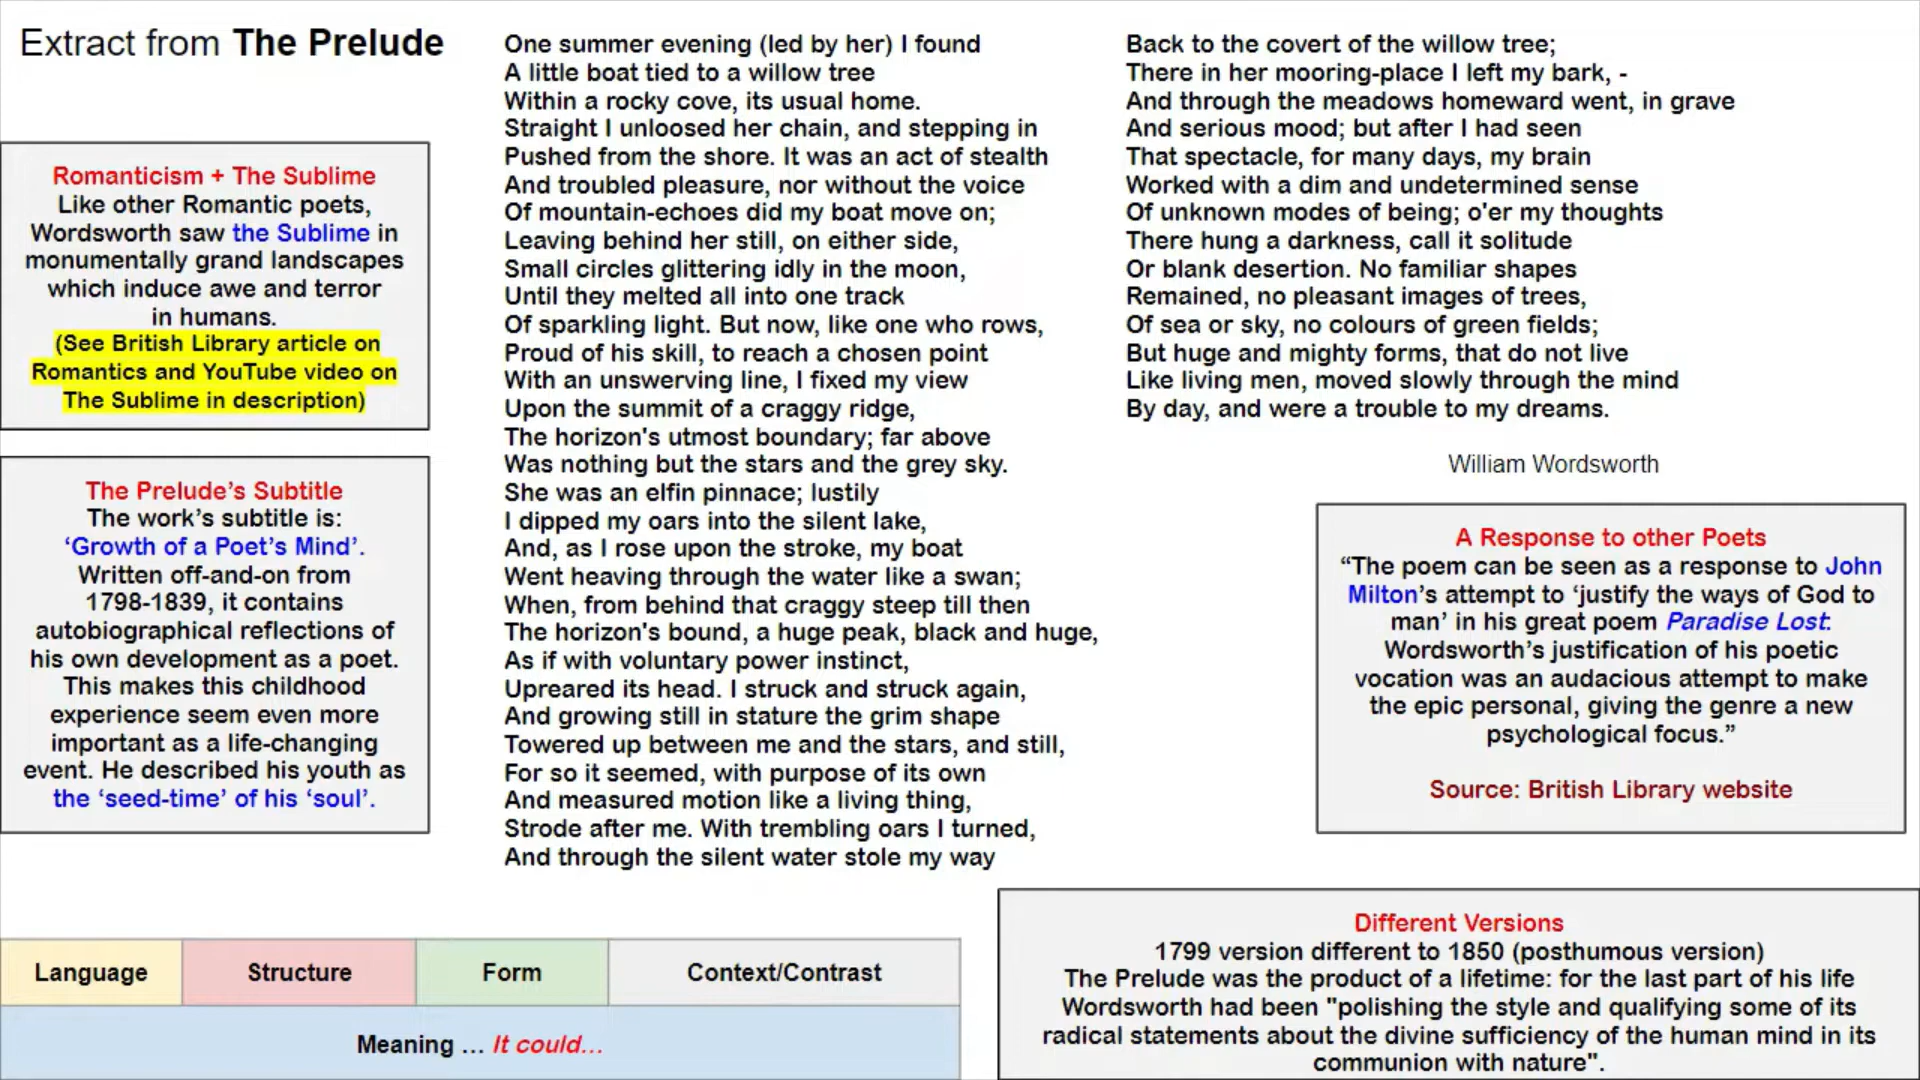 Extract from The Prelude
Romanticism + The Sublime
Like other Romantic poets,
Wordsworth saw the Sublime in
monumentally grand landscapes
which induce awe and terror
in humans.
(See British Library article on
Romantics and YouTube video on
The Sublime in description)
The Prelude's Subtitle
The work's subtitle is:
‘Growth of a Poet's Mind’.
Written off-and-on from
1798-1839, it contains
autobiographical reflections of
his own development as a poet.
This makes this childhood
experience seem even more
important as a life-changing
event. He described his youth as
the ‘seed-time’ of his ‘soul’.
One summer evening (led by her) I found
A little boat tied to a willow tree
Within a rocky cove, its usual home.
Straight I unloosed her chain, and stepping in
Pushed from the shore. It was an act of stealth
And troubled pleasure, nor without the voice
Of mountain-echoes did my boat move on;
Leaving behind her still, on either side,
Small circles glittering idly in the moon,
Until they melted all into one track
Of sparkling light. But now, like one who rows,
Proud of his skill, to reach a chosen point
With an unswerving line, I fixed my view
Upon the summit of a craggy ridge,
The horizon's utmost boundary; far above
Was nothing but the stars and the grey sky.
She was an elfin pinnace; lustily
I dipped my oars into the silent lake,
And, as I rose upon the stroke, my boat
Went heaving through the water like a swan;
When, from behind that craggy steep till then
The horizon's bound, a huge peak, black and huge,
As if with voluntary power instinct,
Upreared its head. I struck and struck again,
And growing still in stature the grim shape
Towered up between me and the stars, and still,
For so it seemed, with purpose of its own
And measured motion like a living thing,
Strode after me. With trembling oars I turned,
And through the silent water stole my way
Back to the covert of the willow tree;
There in her mooring-place I left my bark, -
And through the meadows homeward went, in grave
And serious mood; but after I had seen
That spectacle, for many days, my brain
Worked with a dim and undetermined sense
Of unknown modes of being; o'er my thoughts
There hung a darkness, call it solitude
Or blank desertion. No familiar shapes
Remained, no pleasant images of trees,
Of sea or sky, no colours of green fields;
But huge and mighty forms, that do not live
Like living men, moved slowly through the mind
By day, and were a trouble to my dreams.
William Wordsworth
A Response to other Poets
“The poem can be seen as a response to John
Milton's attempt to ‘justify the ways of God to
man’ in his great poem Paradise Lost:
Wordsworth's justification of his poetic
vocation was an audacious attempt to make
the epic personal, giving the genre a new
psychological focus.”
Source: British Library website
Different Versions
1799 version different to 1850 (posthumous version)
The Prelude was the product of a lifetime: for the last part of his life
Wordsworth had been "polishing the style and qualifying some of its
radical statements about the divine sufficiency of the human mind in its
communion with nature".
Language Structure Form Context/Contrast
Meaning … It could…